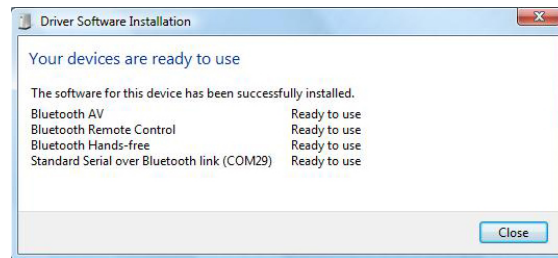 Driver Software Installation
Your devices are ready to use
The software for this device has been successfully installed.
Bluetooth AV Ready to use
Bluetooth Remote Control Ready to use
Bluetooth Hands-free Ready to use
Standard Serial over Bluetooth link (COM29) Ready to use
Close